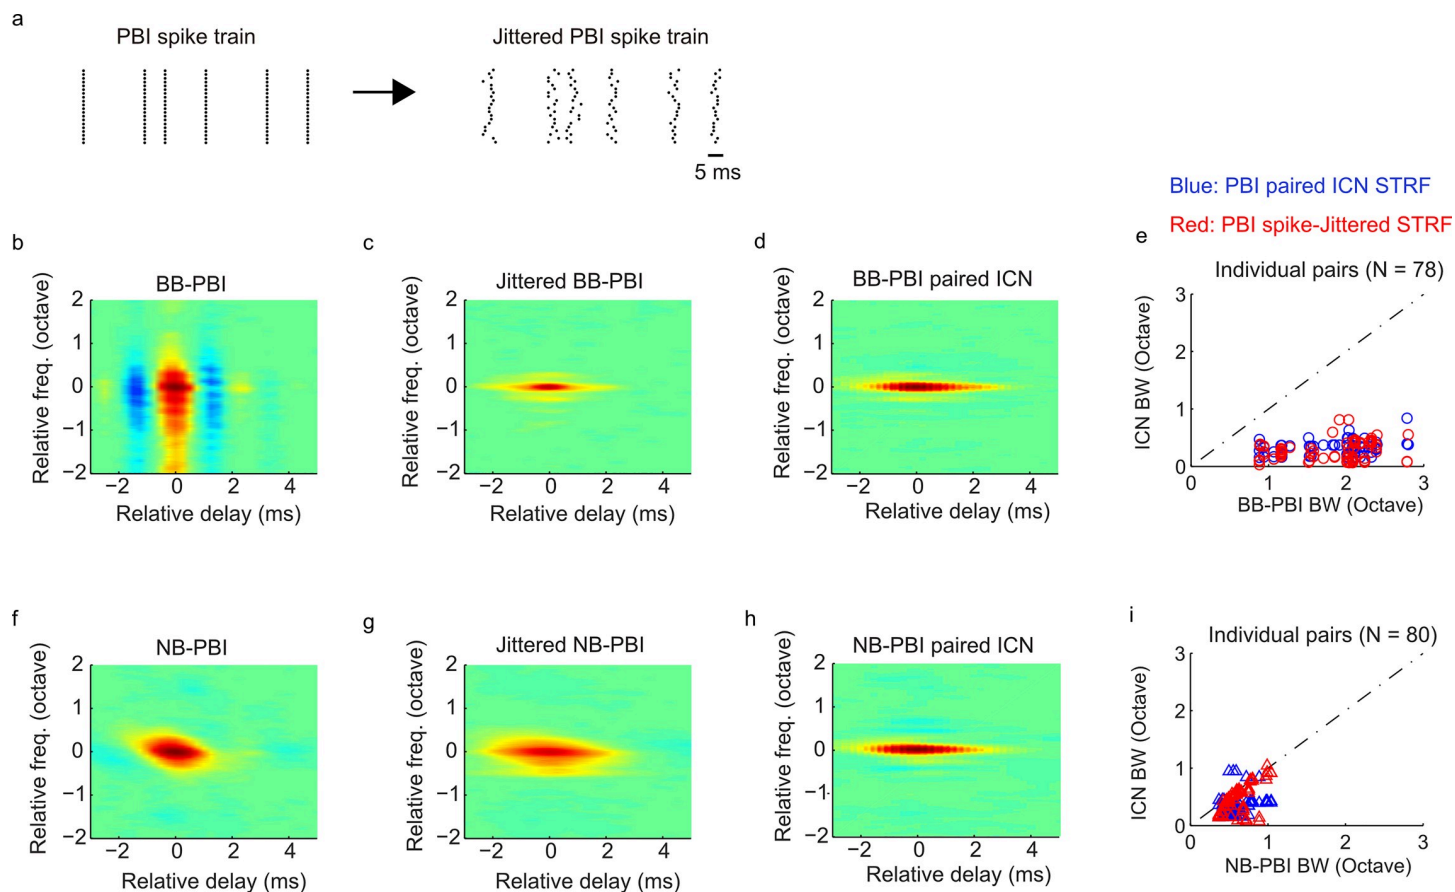 a
PBI spike train
Jittered PBI spike train
5 ms
Blue: PBI paired ICN STRF
Red: PBI spike-Jittered STRF
b
BB-PBI
Relative freq. (octave)
2
1
0
−1
−2
−2 0 2 4
Relative delay (ms)
c
Jittered BB-PBI
Relative freq. (octave)
2
1
0
−1
−2
−2 0 2 4
Relative delay (ms)
d
BB-PBI paired ICN
Relative freq. (octave)
2
1
0
−1
−2
−2 0 2 4
Relative delay (ms)
e
Individual pairs (N = 78)
ICN BW (Octave)
3
2
1
0
0 1 2 3
BB-PBI BW (Octave)
f
NB-PBI
Relative freq. (octave)
2
1
0
−1
−2
−2 0 2 4
Relative delay (ms)
g
Jittered NB-PBI
Relative freq. (octave)
2
1
0
−1
−2
−2 0 2 4
Relative delay (ms)
h
NB-PBI paired ICN
Relative freq. (octave)
2
1
0
−1
−2
−2 0 2 4
Relative delay (ms)
i
Individual pairs (N = 80)
ICN BW (Octave)
3
2
1
0
0 1 2 3
NB-PBI BW (Octave)